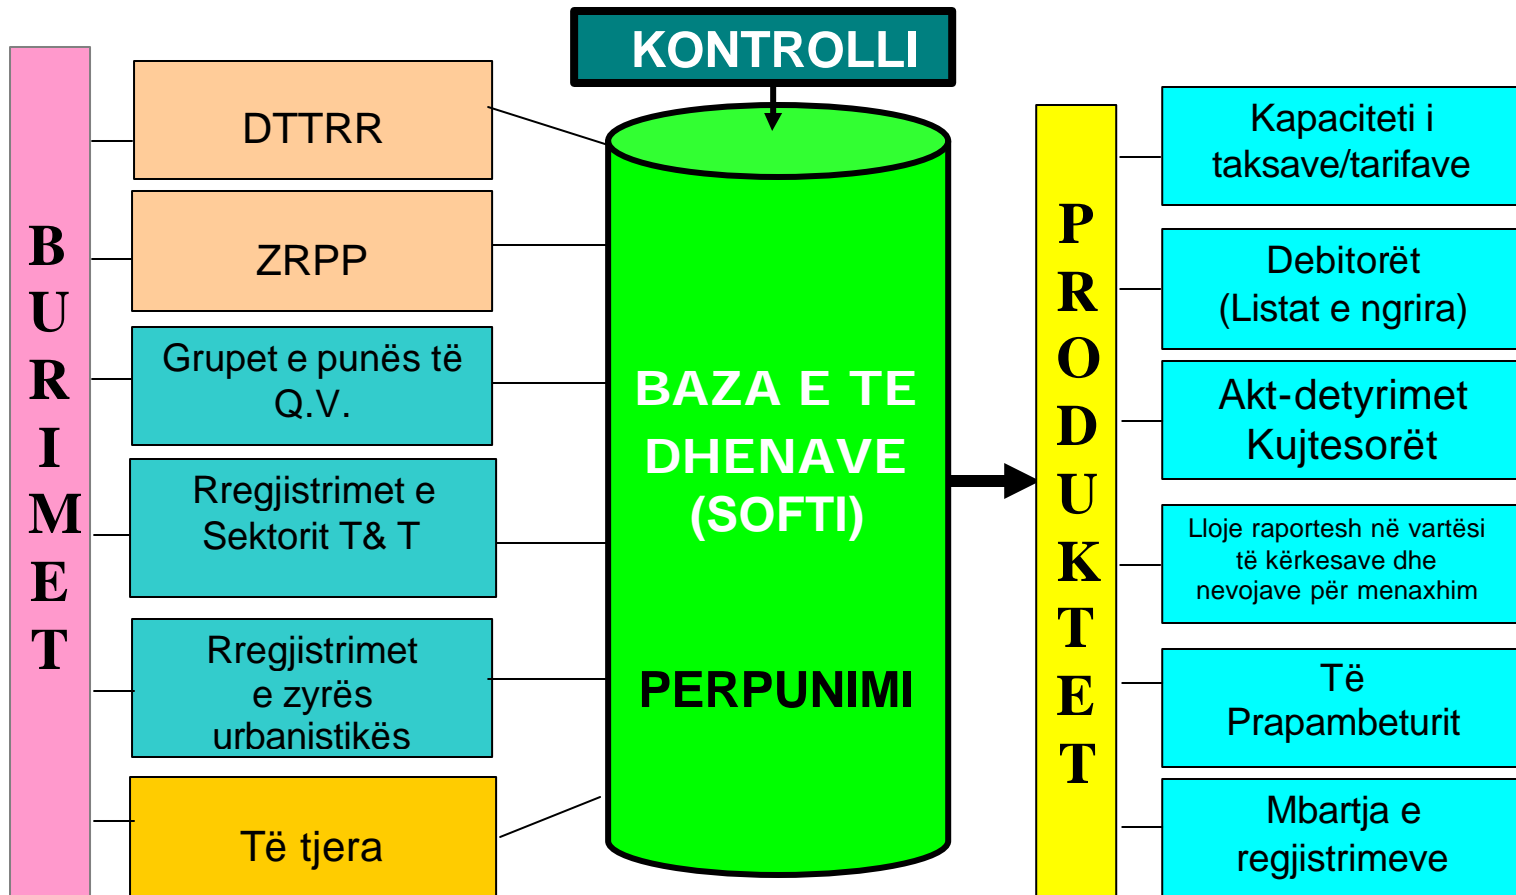 KONTROLLI
BURIMET
DTTRR
ZRPP
Grupet e punës të
Q.V.
Rregjistrimet e
Sektorit T& T
Rregjistrimet
e zyrës
urbanistikës
Të tjera
BAZA E TE
DHENAVE
(SOFTI)
PERPUNIMI
PRODUKTET
Kapaciteti i
taksave/tarifave
Debitorët
(Listat e ngrira)
Akt-detyrimet
Kujtesorët
Lloje raportesh në vartësi
të kërkesave dhe
nevojave për menaxhim
Të
Prapambeturit
Mbartja e
regjistrimeve